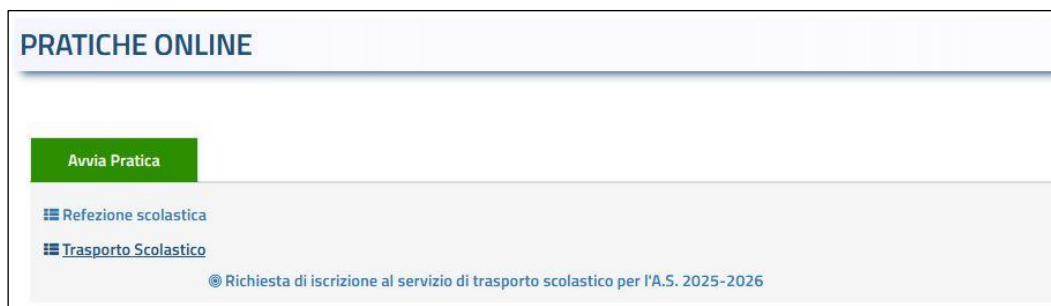 PRATICHE ONLINE
Avvia Pratica
Refezione scolastica
Trasporto Scolastico
Richiesta di iscrizione al servizio di trasporto scolastico per l'A.S. 2025-2026